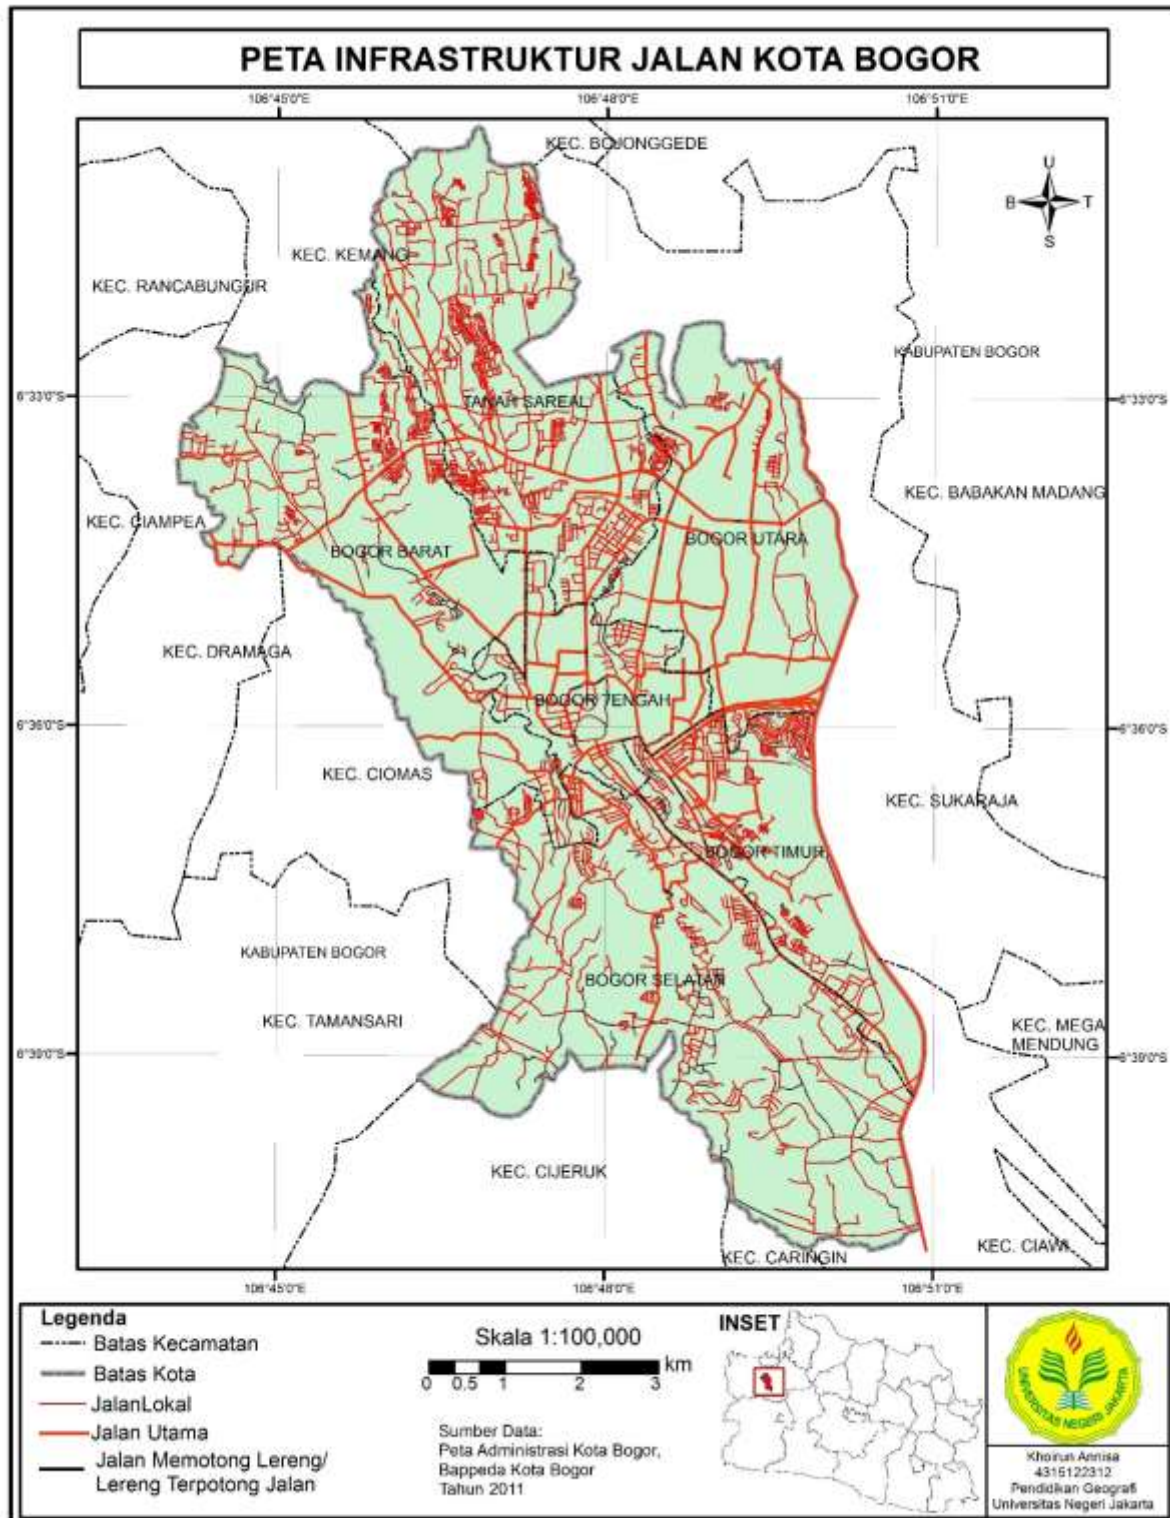 PETA INFRASTRUKTUR JALAN KOTA BOGOR
106°45'0"E
106°48'0"E
106°51'0"E
KEC. BOJONGGEDE
U
B
T
S
KEC. KEMANG
KEC. RANCABUNGUR
KABUPATEN BOGOR
6°33'0"S
6°33'0"S
TANAH SAREAL
KEC. BABAKAN MADANG
KEC. CIAMPEA
BOGOR BARAT
BOGOR UTARA
KEC. DRAMAGA
BOGOR TENGAH
6°36'0"S
6°36'0"S
KEC. CIOMAS
KEC. SUKARAJA
BOGOR TIMUR
KABUPATEN BOGOR
BOGOR SELATAN
KEC. TAMANSARI
KEC. MEGA
MENDUNG
6°39'0"S
6°39'0"S
KEC. CIJERUK
KEC. CARINGIN
KEC. CIAWI
106°45'0"E
106°48'0"E
106°51'0"E
Legenda
Batas Kecamatan
Batas Kota
JalanLokal
Jalan Utama
Jalan Memotong Lereng/
Lereng Terpotong Jalan
Skala 1:100,000
km
0 0.5 1 2 3
Sumber Data:
Peta Administrasi Kota Bogor,
Bappeda Kota Bogor
Tahun 2011
INSET
UNIVERSITAS NEGERI JAKARTA
Khoirun Annisa
4315122312
Pendidikan Geografi
Universitas Negeri Jakarta